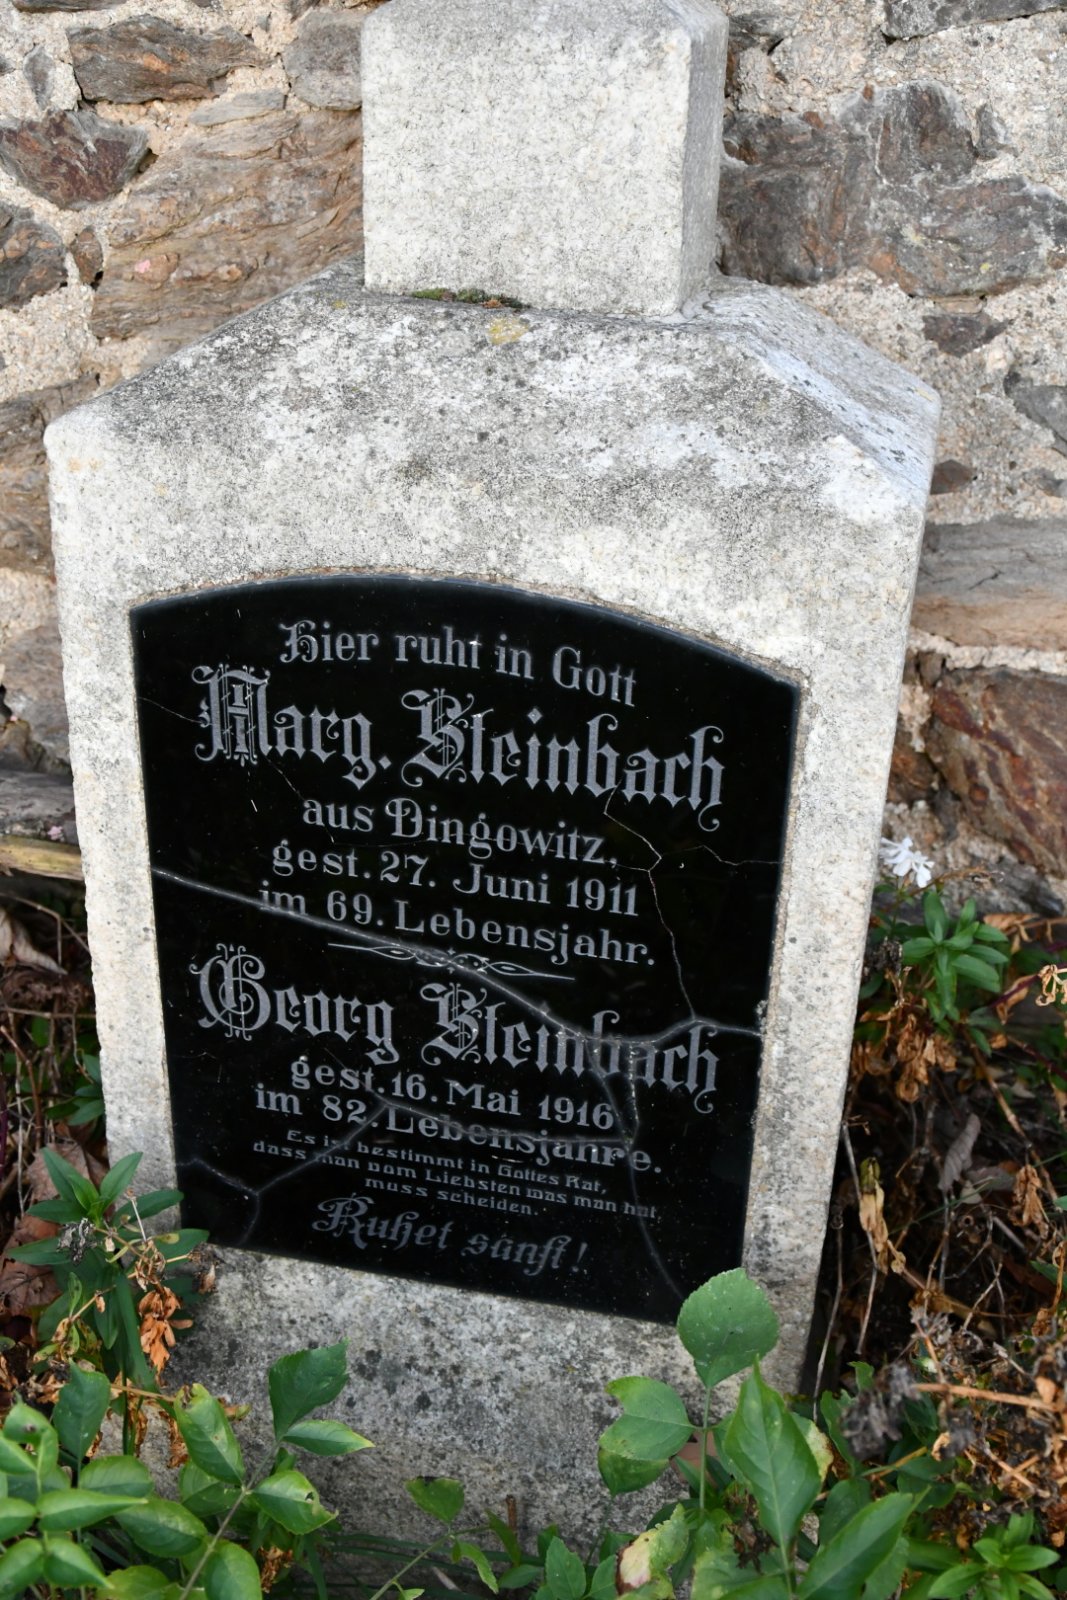 Hier ruht in Gott
Marg. Steinbach
aus Dingowitz,
gest. 27. Juni 1911
im 69. Lebensjahr.
Georg Steinbach
gest. 16. Mai 1916
im 82. Lebensjahre.
Es ist bestimmt in Gottes Rat,
dass man vom Liebsten was man hat
muss scheiden.
Ruhet sanft!